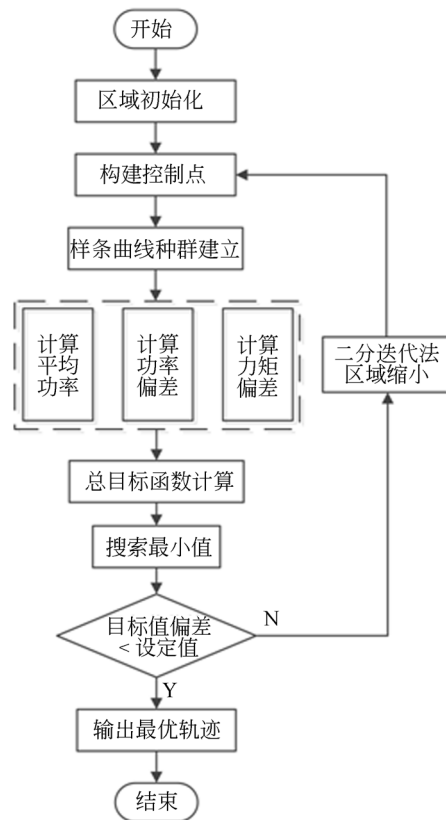 开始
区域初始化
构建控制点
样条曲线种群建立
计算
平均
功率
计算
功率
偏差
计算
力矩
偏差
二分迭代法
区域缩小
总目标函数计算
搜索最小值
目标值偏差
< 设定值
N
Y
输出最优轨迹
结束